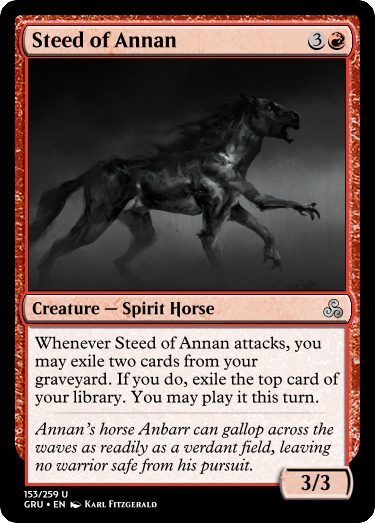 Steed of Annan 3
Creature — Spirit Horse
Whenever Steed of Annan attacks, you
may exile two cards from your
graveyard. If you do, exile the top card of
your library. You may play it this turn.
Annan's horse Anbarr can gallop across the
waves as readily as a verdant field, leaving
no warrior safe from his pursuit.
3/3
153/259 U
GRU • EN Karl Fitzgerald